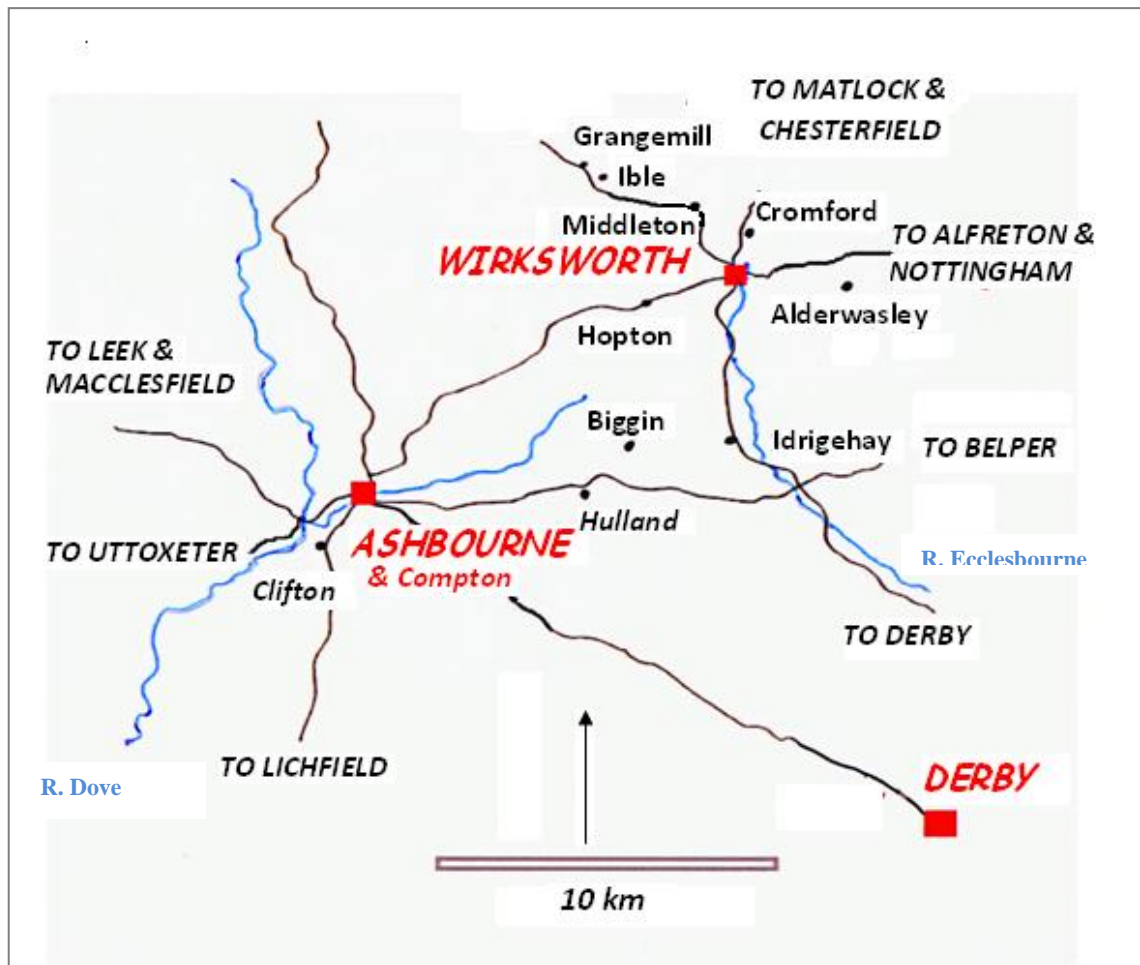 TO MATLOCK &
CHESTERFIELD
Grangemill
Ible
Middleton
Cromford
WIRKSWORTH
TO ALFRETON &
NOTTINGHAM
Alderwasley
Hopton
TO LEEK &
MACCLESFIELD
Biggin
Idrigehay
TO BELPER
Hulland
TO UTTOXETER
ASHBOURNE
& Compton
R. Ecclesbourne
Clifton
TO DERBY
TO LICHFIELD
R. Dove
DERBY
10 km